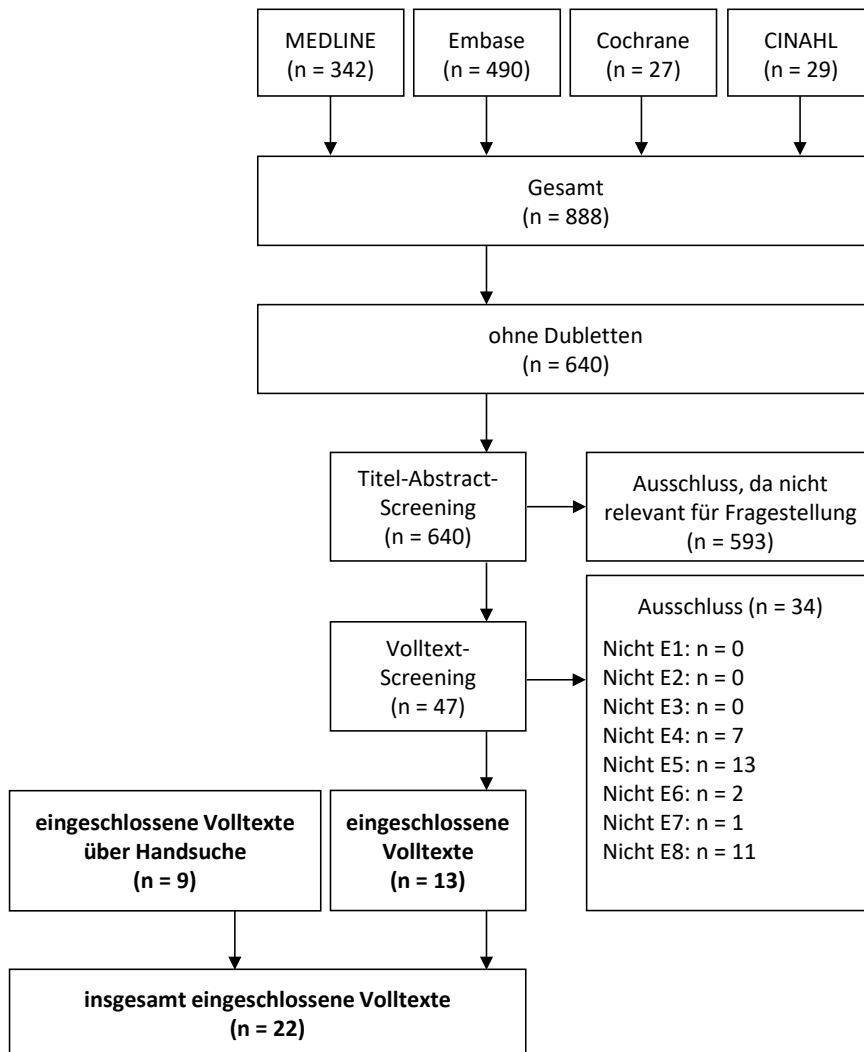 MEDLINE
(n = 342)
Embase
(n = 490)
Cochrane
(n = 27)
CINAHL
(n = 29)
Gesamt
(n = 888)
ohne Dubletten
(n = 640)
Titel-Abstract-
Screening
(n = 640)
Ausschluss, da nicht
relevant für Fragestellung
(n = 593)
Volltext-
Screening
(n = 47)
Ausschluss (n = 34)
Nicht E1: n = 0
Nicht E2: n = 0
Nicht E3: n = 0
Nicht E4: n = 7
Nicht E5: n = 13
Nicht E6: n = 2
Nicht E7: n = 1
Nicht E8: n = 11
eingeschlossene Volltexte
über Handsuche
(n = 9)
eingeschlossene
Volltexte
(n = 13)
insgesamt eingeschlossene Volltexte
(n = 22)